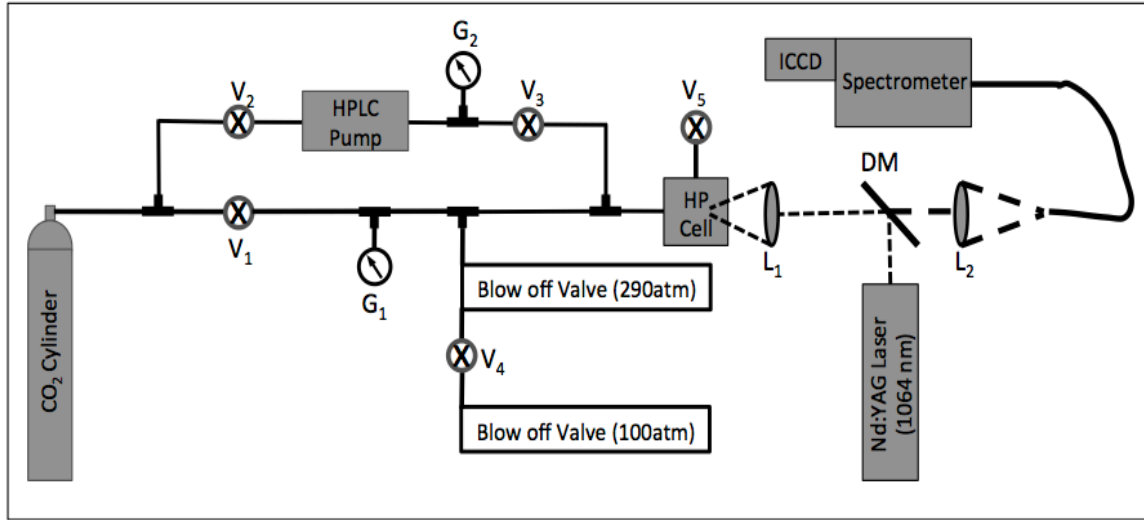 G₂
ICCD
Spectrometer
V₂
HPLC
Pump
V₃
V₅
DM
HP
Cell
V₁
G₁
L₁
L₂
Blow off Valve (290atm)
V₄
Blow off Valve (100atm)
CO₂ Cylinder
Nd:YAG Laser
(1064 nm)